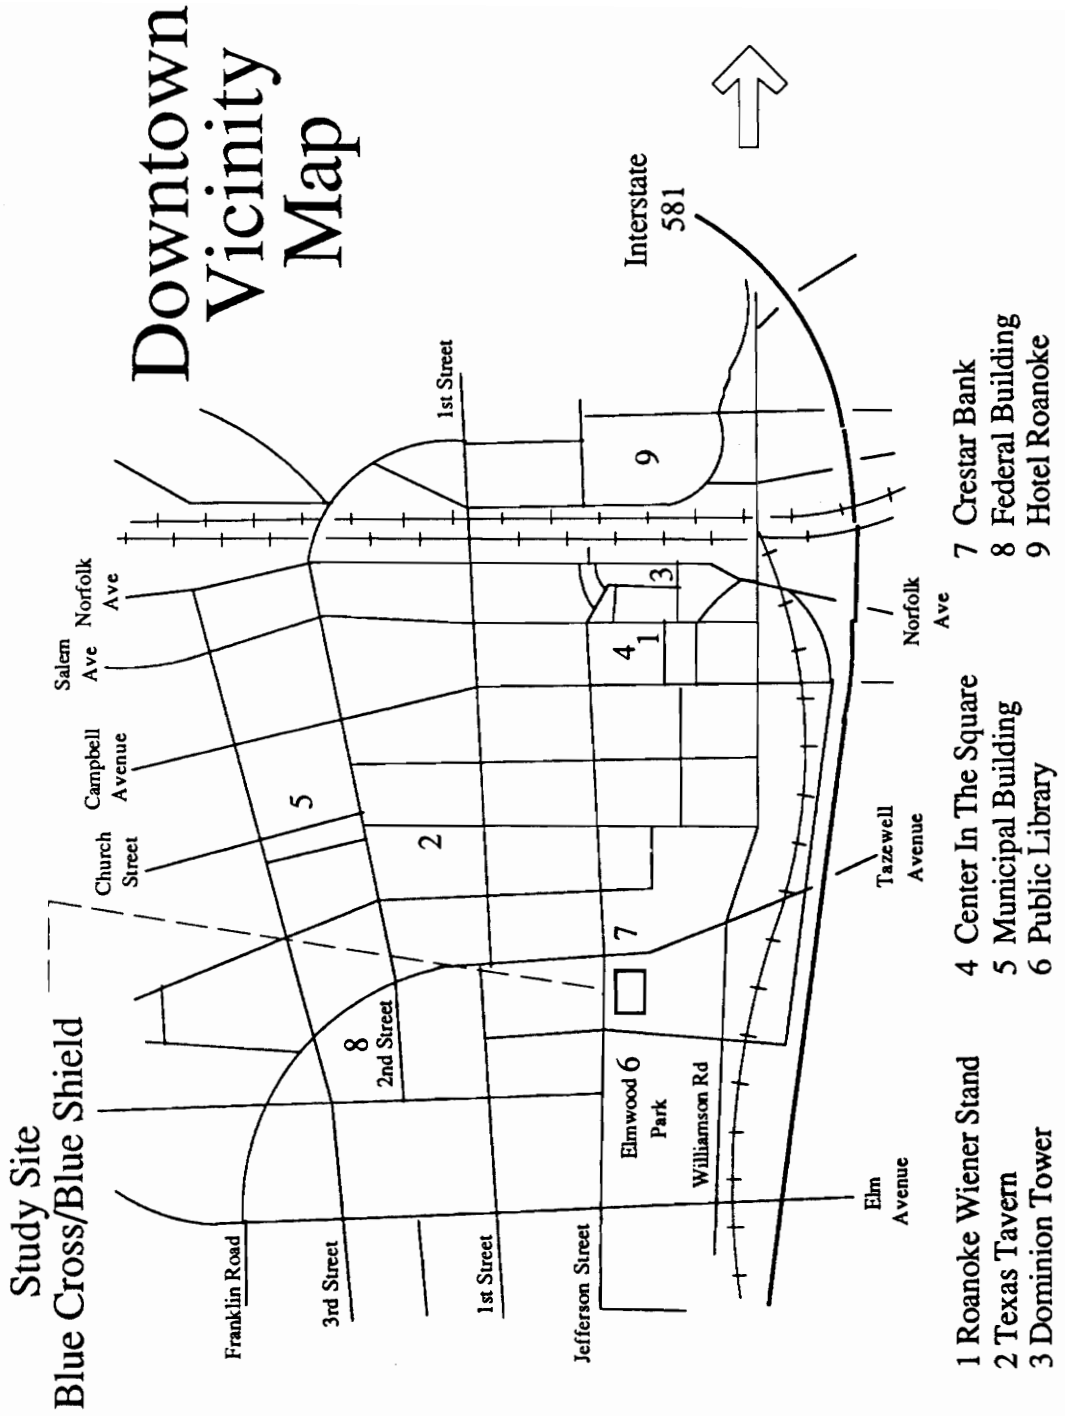 Downtown
Vicinity
Map
Study Site
Blue Cross/Blue Shield
Church
Street
Campbell
Avenue
Salem
Ave
Norfolk
Ave
1st Street
Interstate
581
Franklin Road
3rd Street
8
2nd Street
2
5
1st Street
Jefferson Street
7
4
1
3
9
Elmwood 6
Park
Williamson Rd
Elm
Avenue
Tazewell
Avenue
Norfolk
Ave
1 Roanoke Wiener Stand
2 Texas Tavern
3 Dominion Tower
4 Center In The Square
5 Municipal Building
6 Public Library
7 Crestar Bank
8 Federal Building
9 Hotel Roanoke